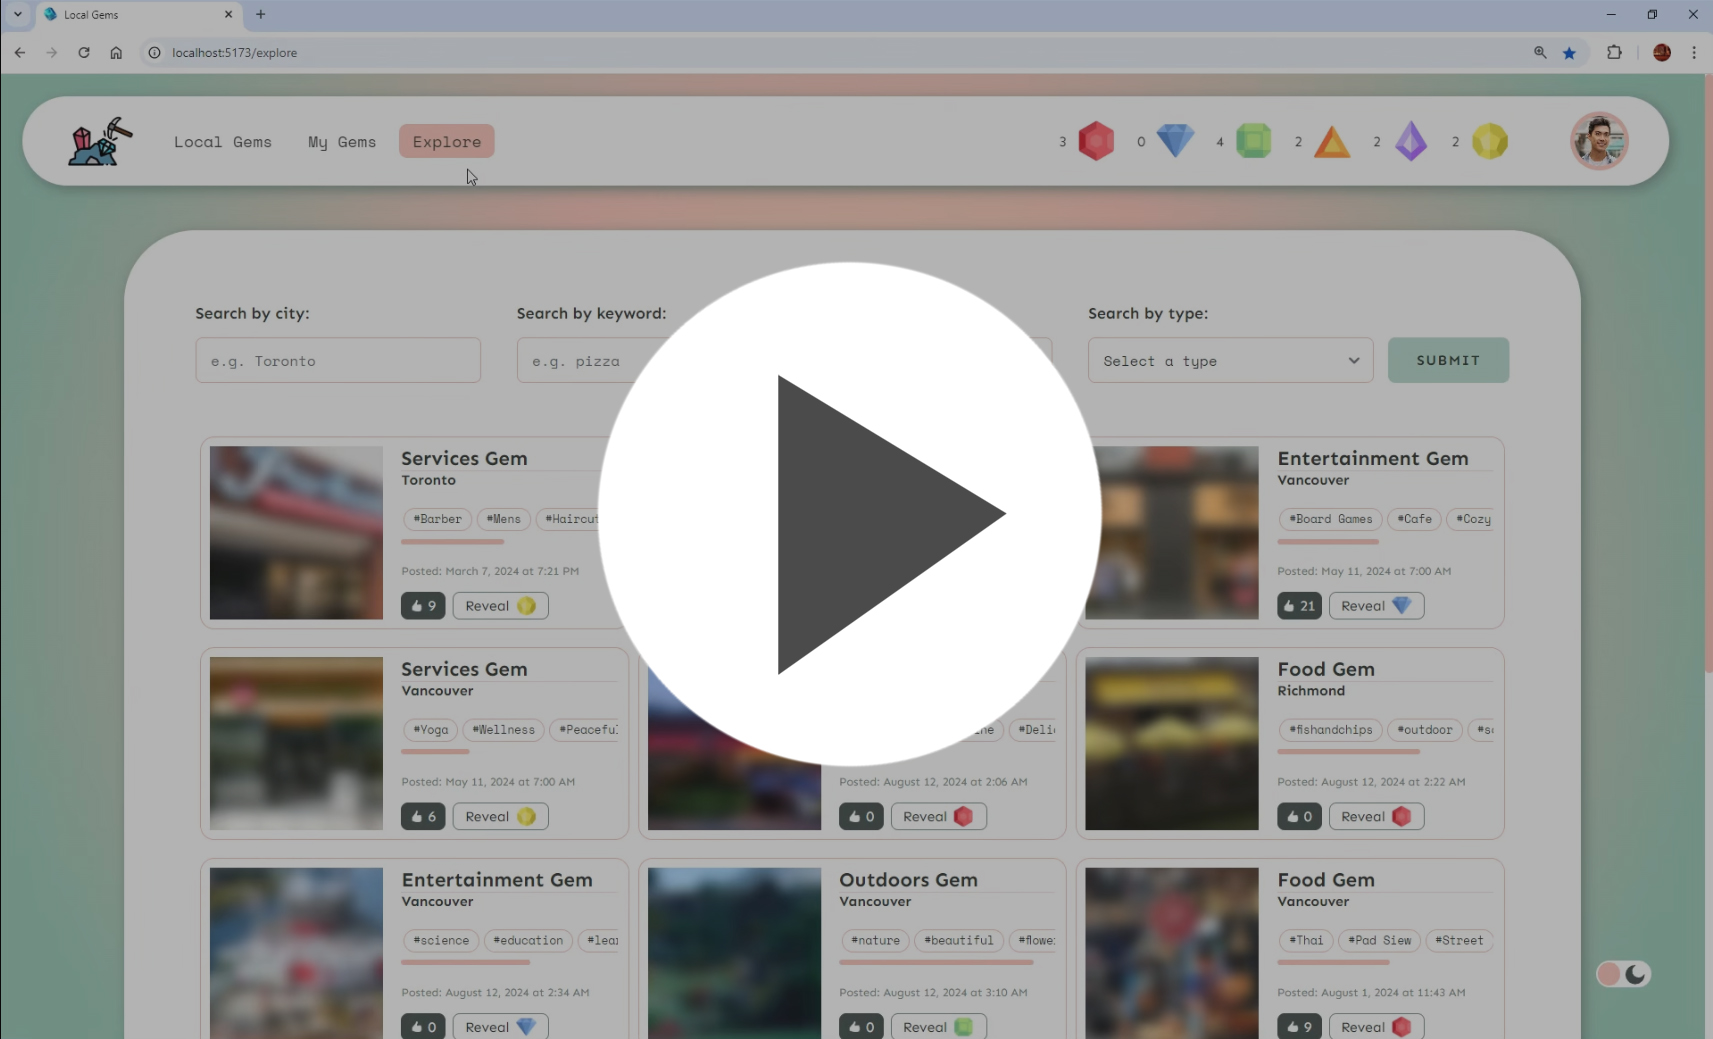 Local Gems
localhost:5173/explore
Local Gems My Gems Explore 3 0 4 2 2 2
Search by city: Search by keyword: Search by type:
e.g. Toronto e.g. pizza Select a type SUBMIT
Services Gem
Toronto
#Barber #Mens
Posted: March 7, 2024 at 7:21 PM
9 Reveal
Entertainment Gem
Vancouver
#Board Games #Cafe #Cozy
Posted: May 11, 2024 at 7:00 AM
21 Reveal
Services Gem
Vancouver
#Yoga #Wellness #Peaceful
Posted: May 11, 2024 at 7:00 AM
6 Reveal
Posted: August 12, 2024 at 2:06 AM
0 Reveal
Food Gem
Richmond
#fishandchips #outdoor
Posted: August 12, 2024 at 2:22 AM
0 Reveal
Entertainment Gem
Vancouver
#science #education
Posted: August 12, 2024 at 2:34 AM
0 Reveal
Outdoors Gem
Vancouver
#nature #beautiful
Posted: August 12, 2024 at 3:10 AM
0 Reveal
Food Gem
Vancouver
#Thai #Pad Siew #Street
Posted: August 1, 2024 at 11:43 AM
9 Reveal